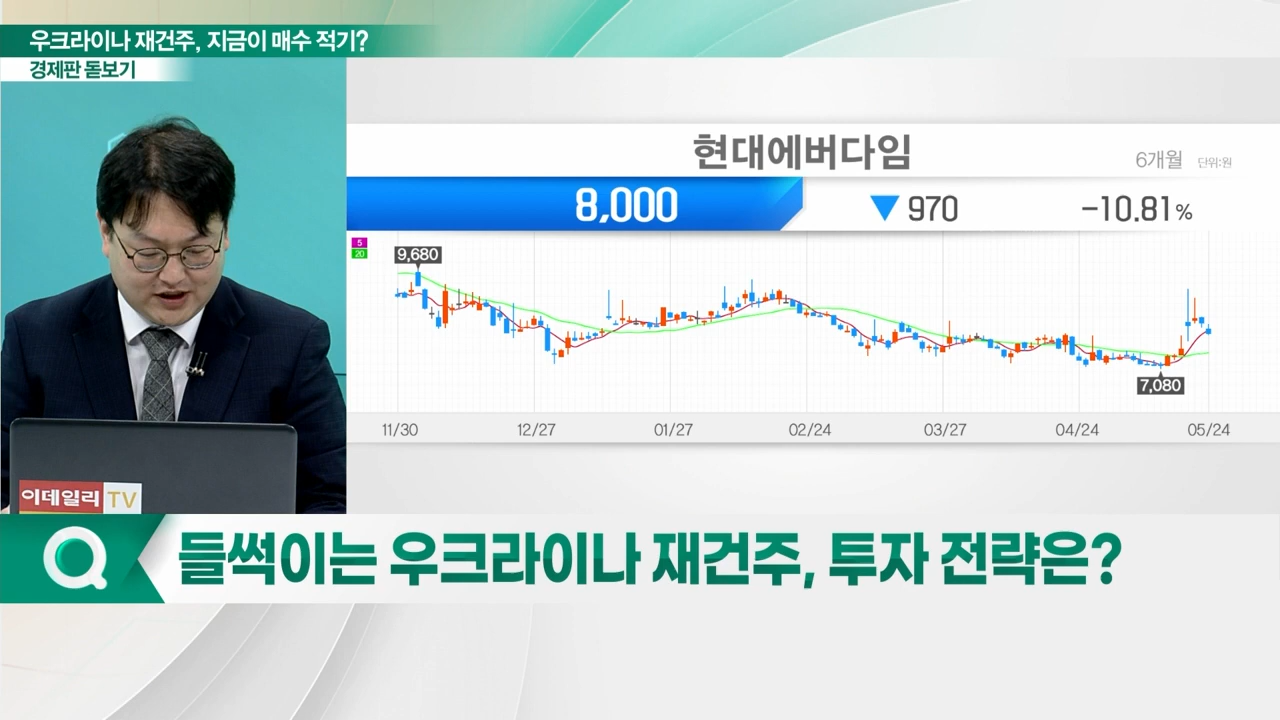 우크라이나 재건주, 지금이 매수 적기?
경제판 돋보기
현대에버다임
6개월 단위:원
8,000 ▼ 970 -10.81%
5
20
9,680
7,080
11/30 12/27 01/27 02/24 03/27 04/24 05/24
이데일리 TV
Q 들썩이는 우크라이나 재건주, 투자 전략은?